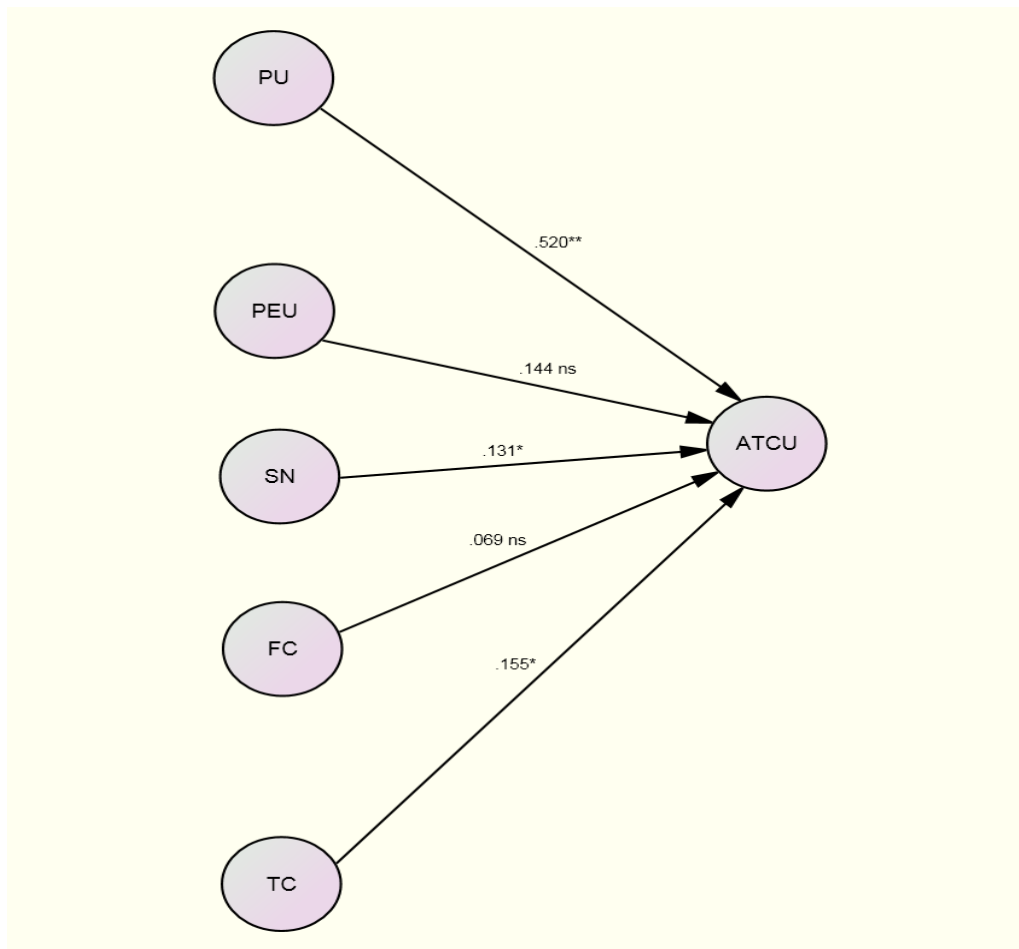 PU
.520**
PEU
.144 ns
ATCU
.131*
SN
.069 ns
FC
.155*
TC